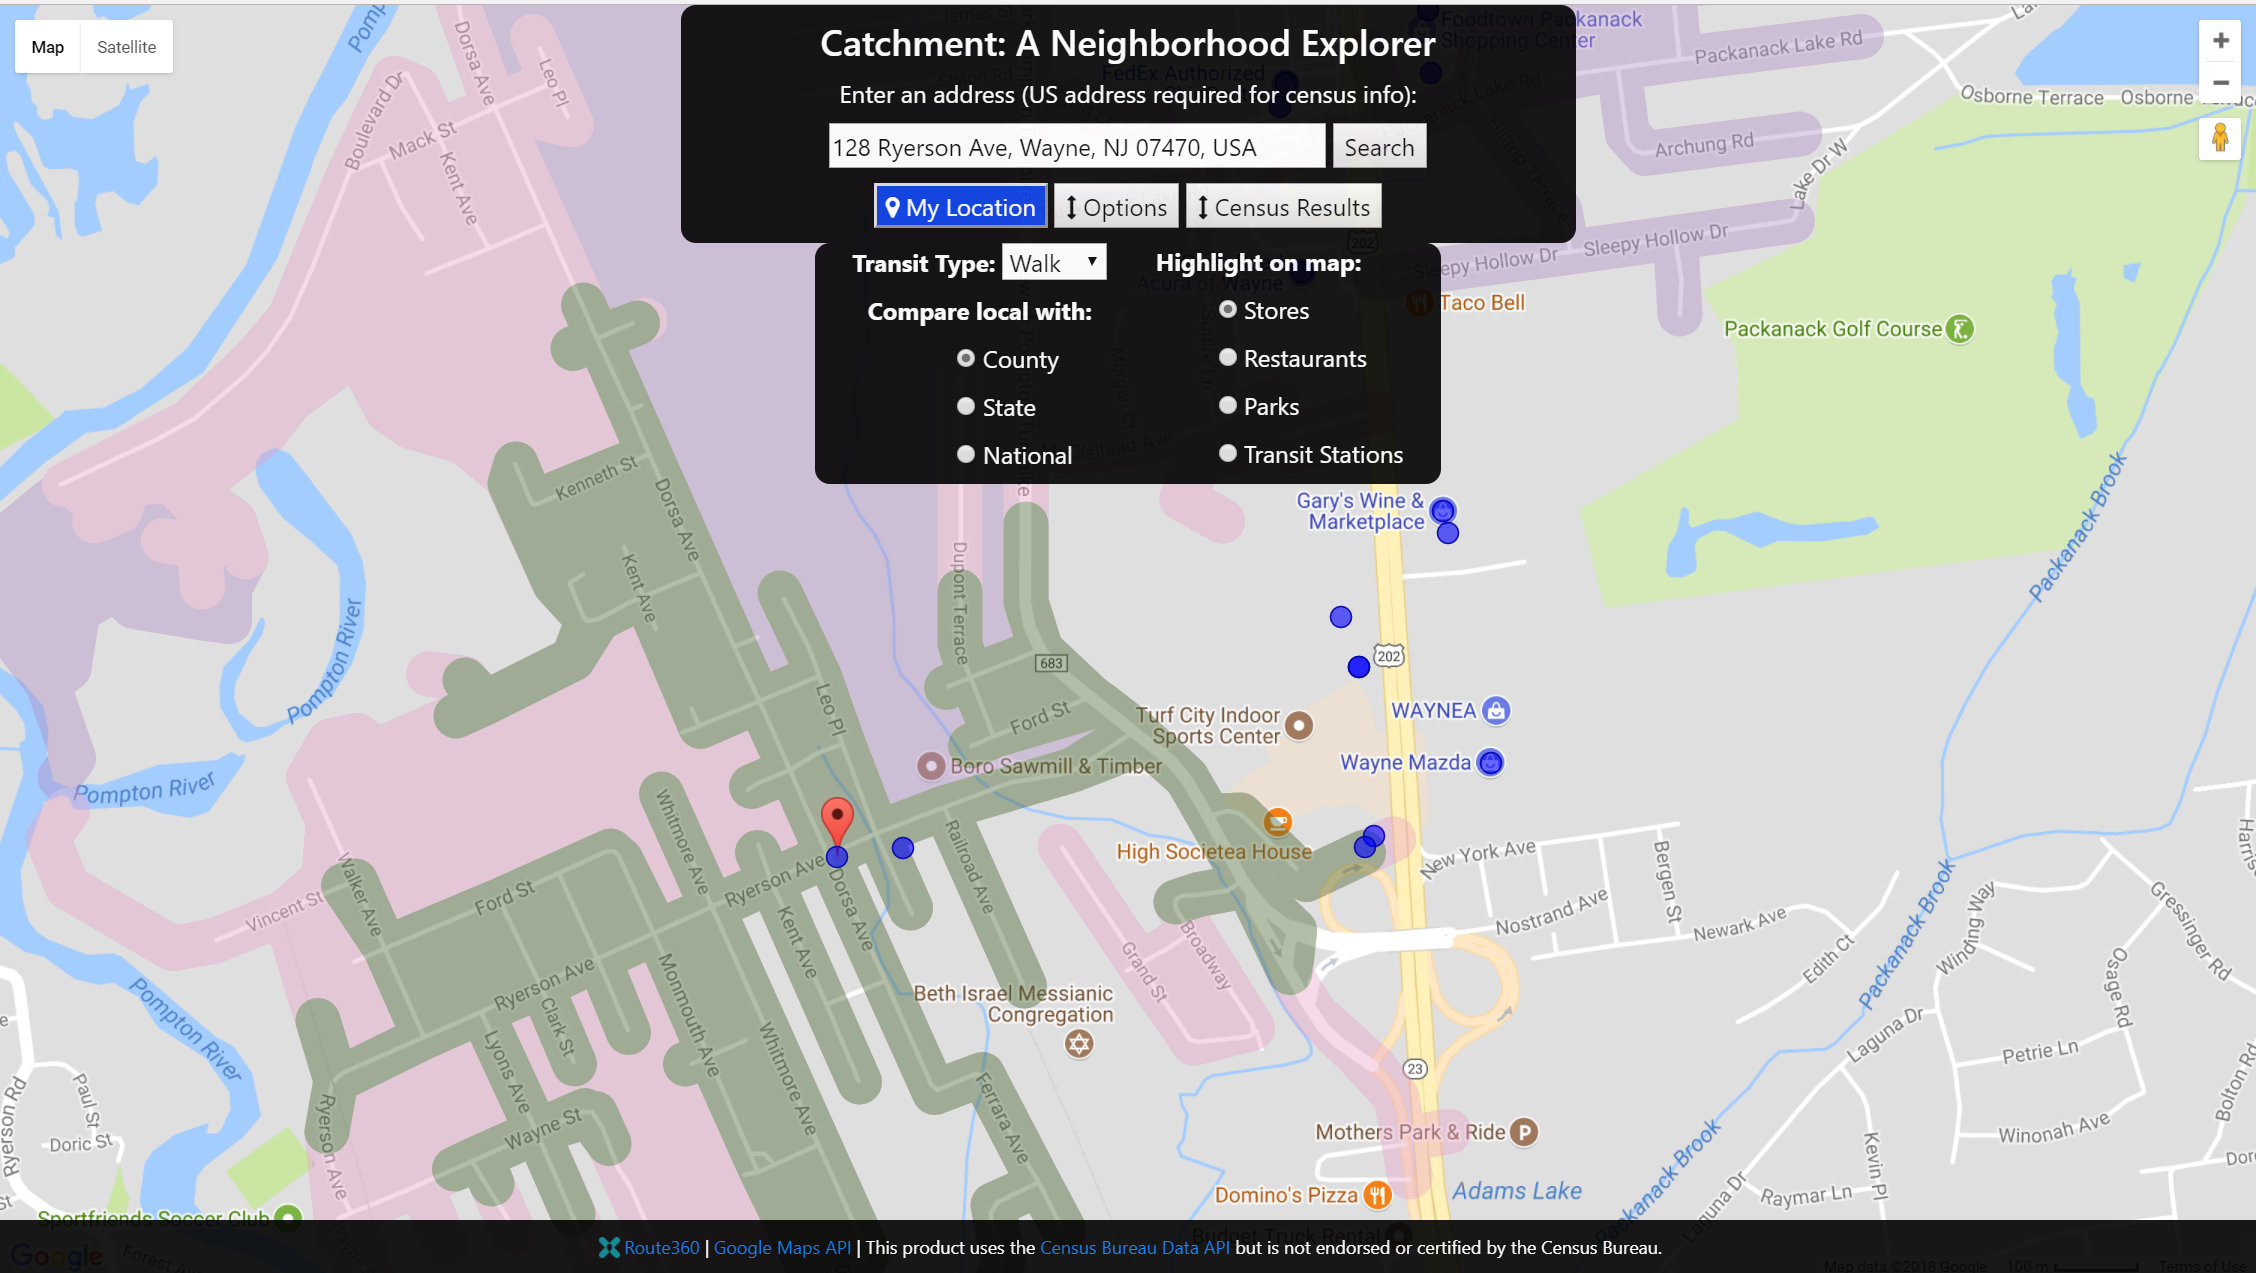 Map
Satellite
Catchment: A Neighborhood Explorer
Enter an address (US address required for census info):
128 Ryerson Ave, Wayne, NJ 07470, USA
Search
My Location
Options
Census Results
Transit Type: Walk
Highlight on map:
Compare local with:
Stores
County
Restaurants
State
Parks
National
Transit Stations
Foodtown Packanack
Shopping Center
FedEx Authorized
Acura of Wayne
202
Dorsa Ave
Leo Pl
Boulevard Dr
Mack St
Kent Ave
Packanack Lake Rd
Osborne Terrace
Osborne
Archung Rd
Lake Dr W
Sleepy Hollow Dr
Sleepy Hollow Dr
Taco Bell
Packanack Golf Course
Packanack Brook
Kenneth St
Dorsa Ave
Kent Ave
Dupont Terrace
Gary's Wine &
Marketplace
Pompton River
683
202
Leo Pl
Ford St
Turf City Indoor
Sports Center
WAYNEA
Wayne Mazda
Boro Sawmill & Timber
Pompton River
Whitmore Ave
High Societea House
New York Ave
Bergen St
Walker Ave
Ford St
Ryerson Ave
Railroad Ave
Vincent St
Kent Ave
Dorsa Ave
Nostrand Ave
Newark Ave
Broadway
Grand St
Edith Ct
Winding Way
Gressinger Rd
Packanack Brook
Osage Rd
Pompton River
Ryerson Ave
Clark St
Monmouth Ave
Beth Israel Messianic
Congregation
Lyons Ave
Whitmore Ave
Laguna Dr
Petrie Ln
23
Ryerson Rd
Paul St
Doric St
Ryerson Ave
Wayne St
Ferrara Ave
Mothers Park & Ride
P
Winonah Ave
Bolton Rd
Kevin Pl
Packanack Brook
Domino's Pizza
Adams Lake
Raymar Ln
Laguna Dr
Sportfriends Soccer Club
Budget Truck Rental
Google
Route360 | Google Maps API | This product uses the Census Bureau Data API but is not endorsed or certified by the Census Bureau.
Map data ©2018 Google
100 m
Terms of Use